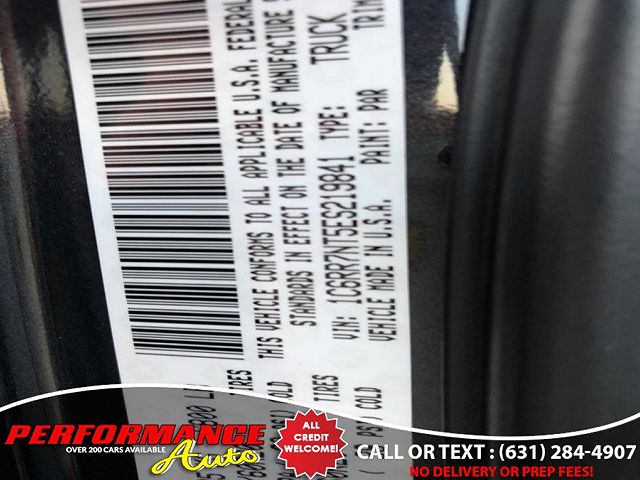 THIS VEHICLE CONFORMS TO ALL APPLICABLE U.S.A. FEDERAL
STANDARDS IN EFFECT ON THE DATE OF MANUFACTURE
VIN: 1C6RR7NT5ES219841 TYPE: TRUCK
VEHICLE MADE IN U.S.A. PAINT: PAR TRIM
COLD
TIRES
COLD
PERFORMANCE
Auto
OVER 200 CARS AVAILABLE
ALL
CREDIT
WELCOME!
CALL OR TEXT : (631) 284-4907
NO DELIVERY OR PREP FEES!